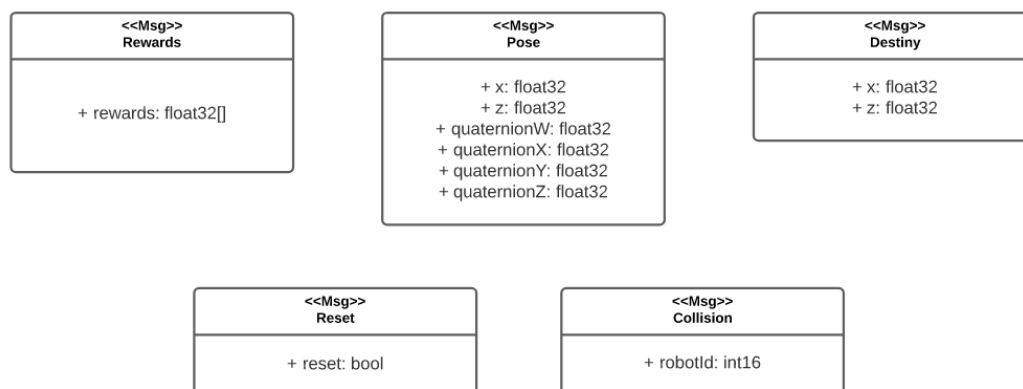 <<Msg>>
Rewards
+ rewards: float32[]
<<Msg>>
Pose
+ x: float32
+ z: float32
+ quaternionW: float32
+ quaternionX: float32
+ quaternionY: float32
+ quaternionZ: float32
<<Msg>>
Destiny
+ x: float32
+ z: float32
<<Msg>>
Reset
+ reset: bool
<<Msg>>
Collision
+ robotId: int16